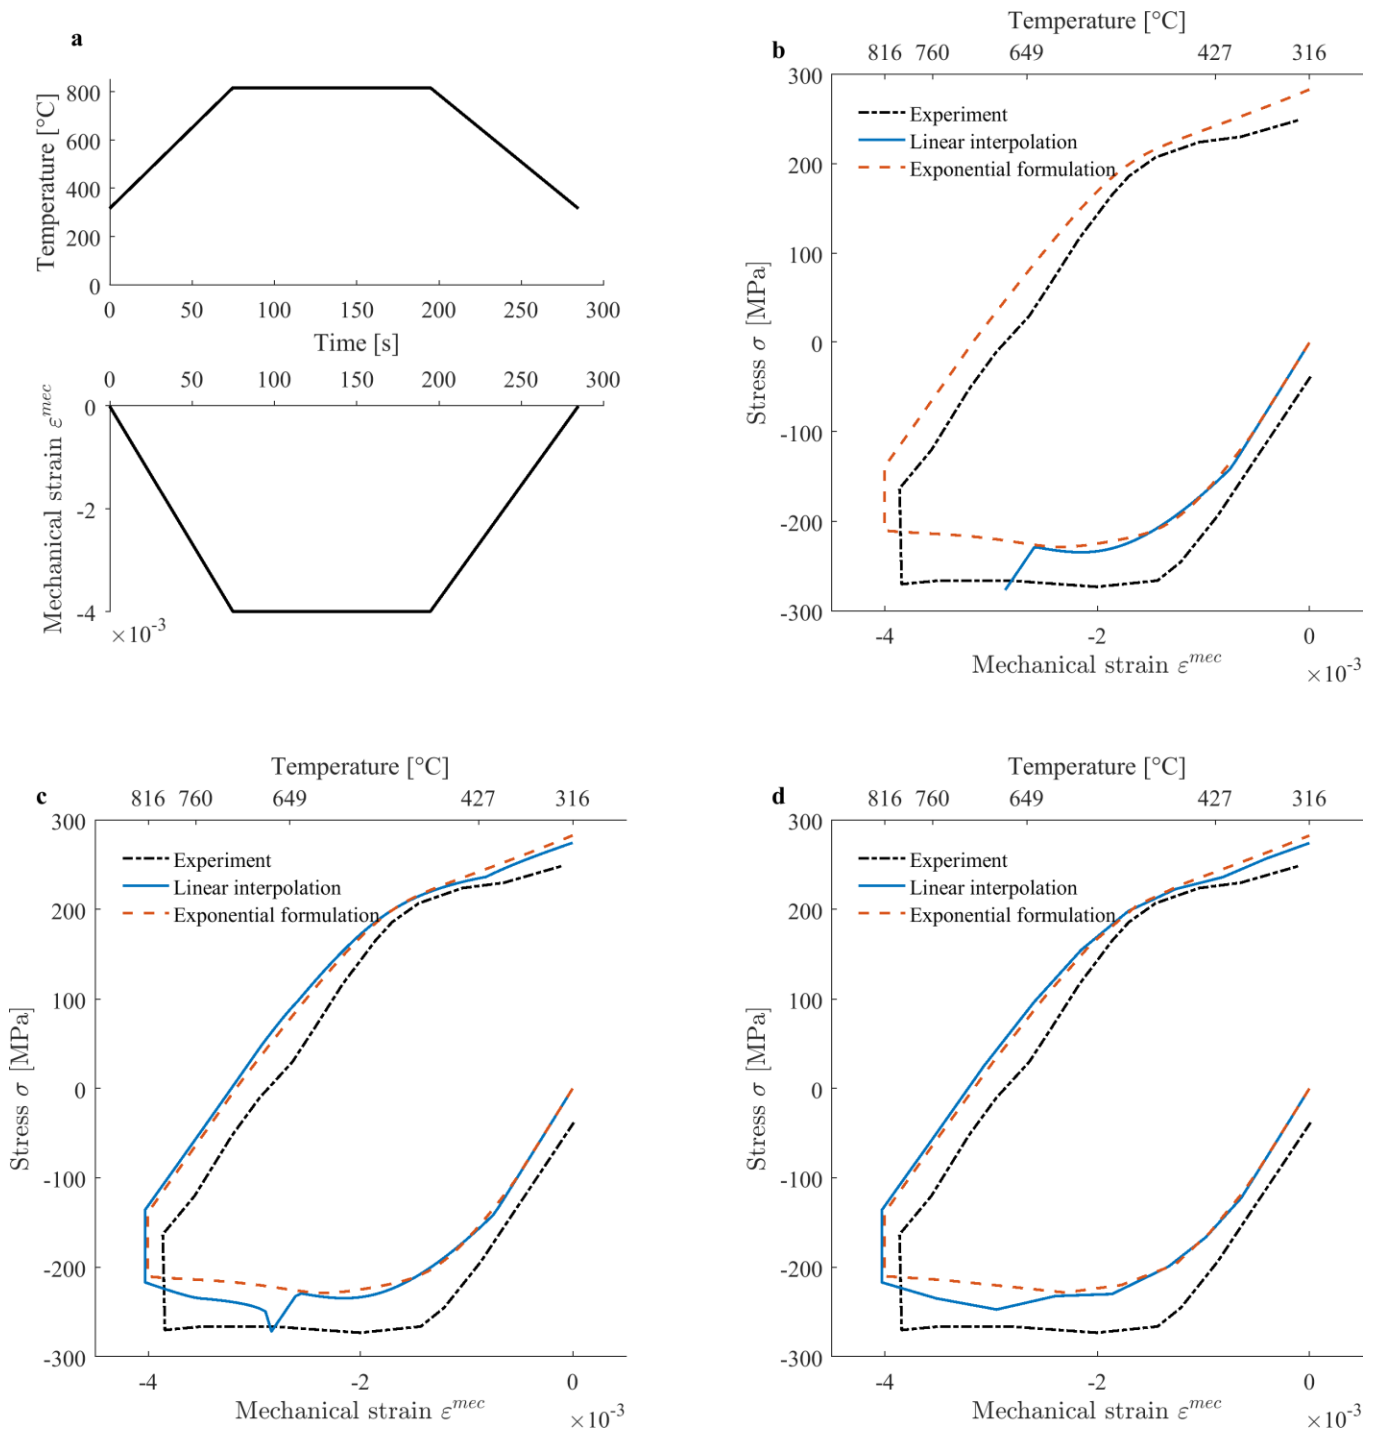 a
Temperature [°C]
800
600
400
200
0
0 50 100 150 200 250 300
Time [s]
0 50 100 150 200 250 300
Mechanical strain εᵐᵉᶜ
0
-2
-4
×10⁻³
b
Temperature [°C]
816 760 649 427 316
300
200
100
0
-100
-200
-300
Stress σ [MPa]
Experiment
Linear interpolation
Exponential formulation
-4 -2 0
Mechanical strain εᵐᵉᶜ
×10⁻³
c
Temperature [°C]
816 760 649 427 316
300
200
100
0
-100
-200
-300
Stress σ [MPa]
Experiment
Linear interpolation
Exponential formulation
-4 -2 0
Mechanical strain εᵐᵉᶜ
×10⁻³
d
Temperature [°C]
816 760 649 427 316
300
200
100
0
-100
-200
-300
Stress σ [MPa]
Experiment
Linear interpolation
Exponential formulation
-4 -2 0
Mechanical strain εᵐᵉᶜ
×10⁻³